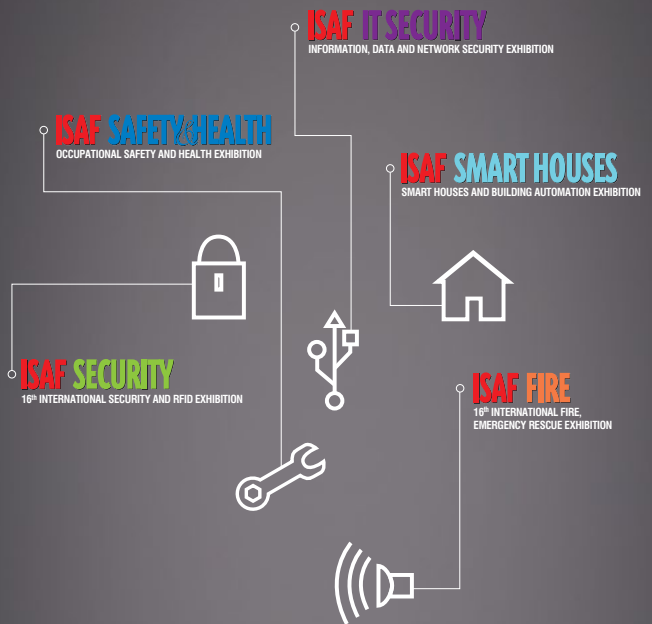 ISAF IT SECURITY
INFORMATION, DATA AND NETWORK SECURITY EXHIBITION
ISAF SAFETY&HEALTH
OCCUPATIONAL SAFETY AND HEALTH EXHIBITION
ISAF SMART HOUSES
SMART HOUSES AND BUILDING AUTOMATION EXHIBITION
ISAF SECURITY
16th INTERNATIONAL SECURITY AND RFID EXHIBITION
ISAF FIRE
16th INTERNATIONAL FIRE,
EMERGENCY RESCUE EXHIBITION